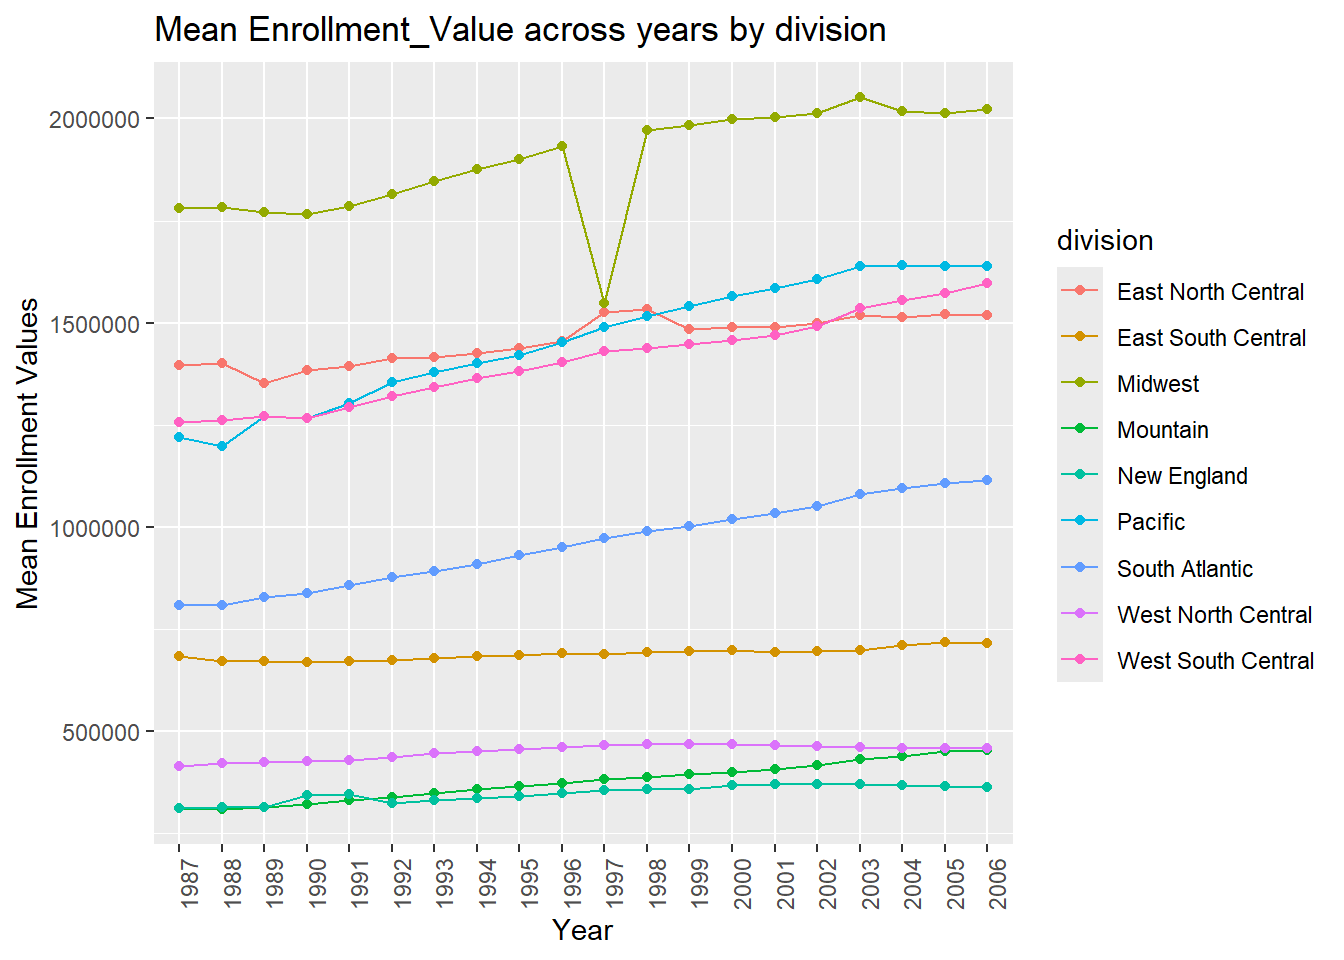 Mean Enrollment_Value across years by division
Mean Enrollment Values
2000000
1500000
1000000
500000
1987 1988 1989 1990 1991 1992 1993 1994 1995 1996 1997 1998 1999 2000 2001 2002 2003 2004 2005 2006
Year
division
East North Central
East South Central
Midwest
Mountain
New England
Pacific
South Atlantic
West North Central
West South Central